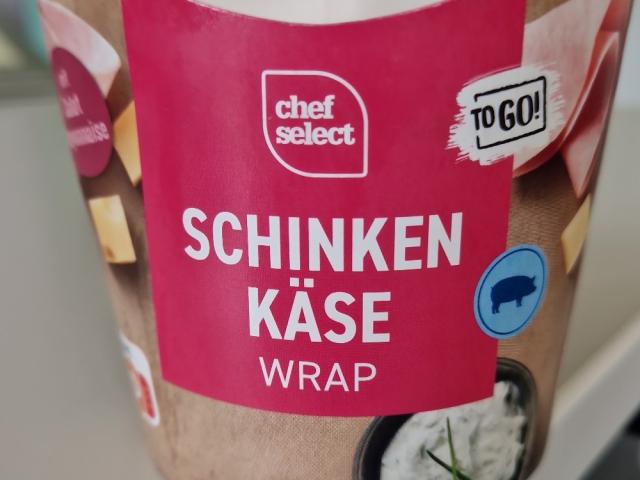 chef
select
TO GO!
SCHINKEN
KÄSE
WRAP